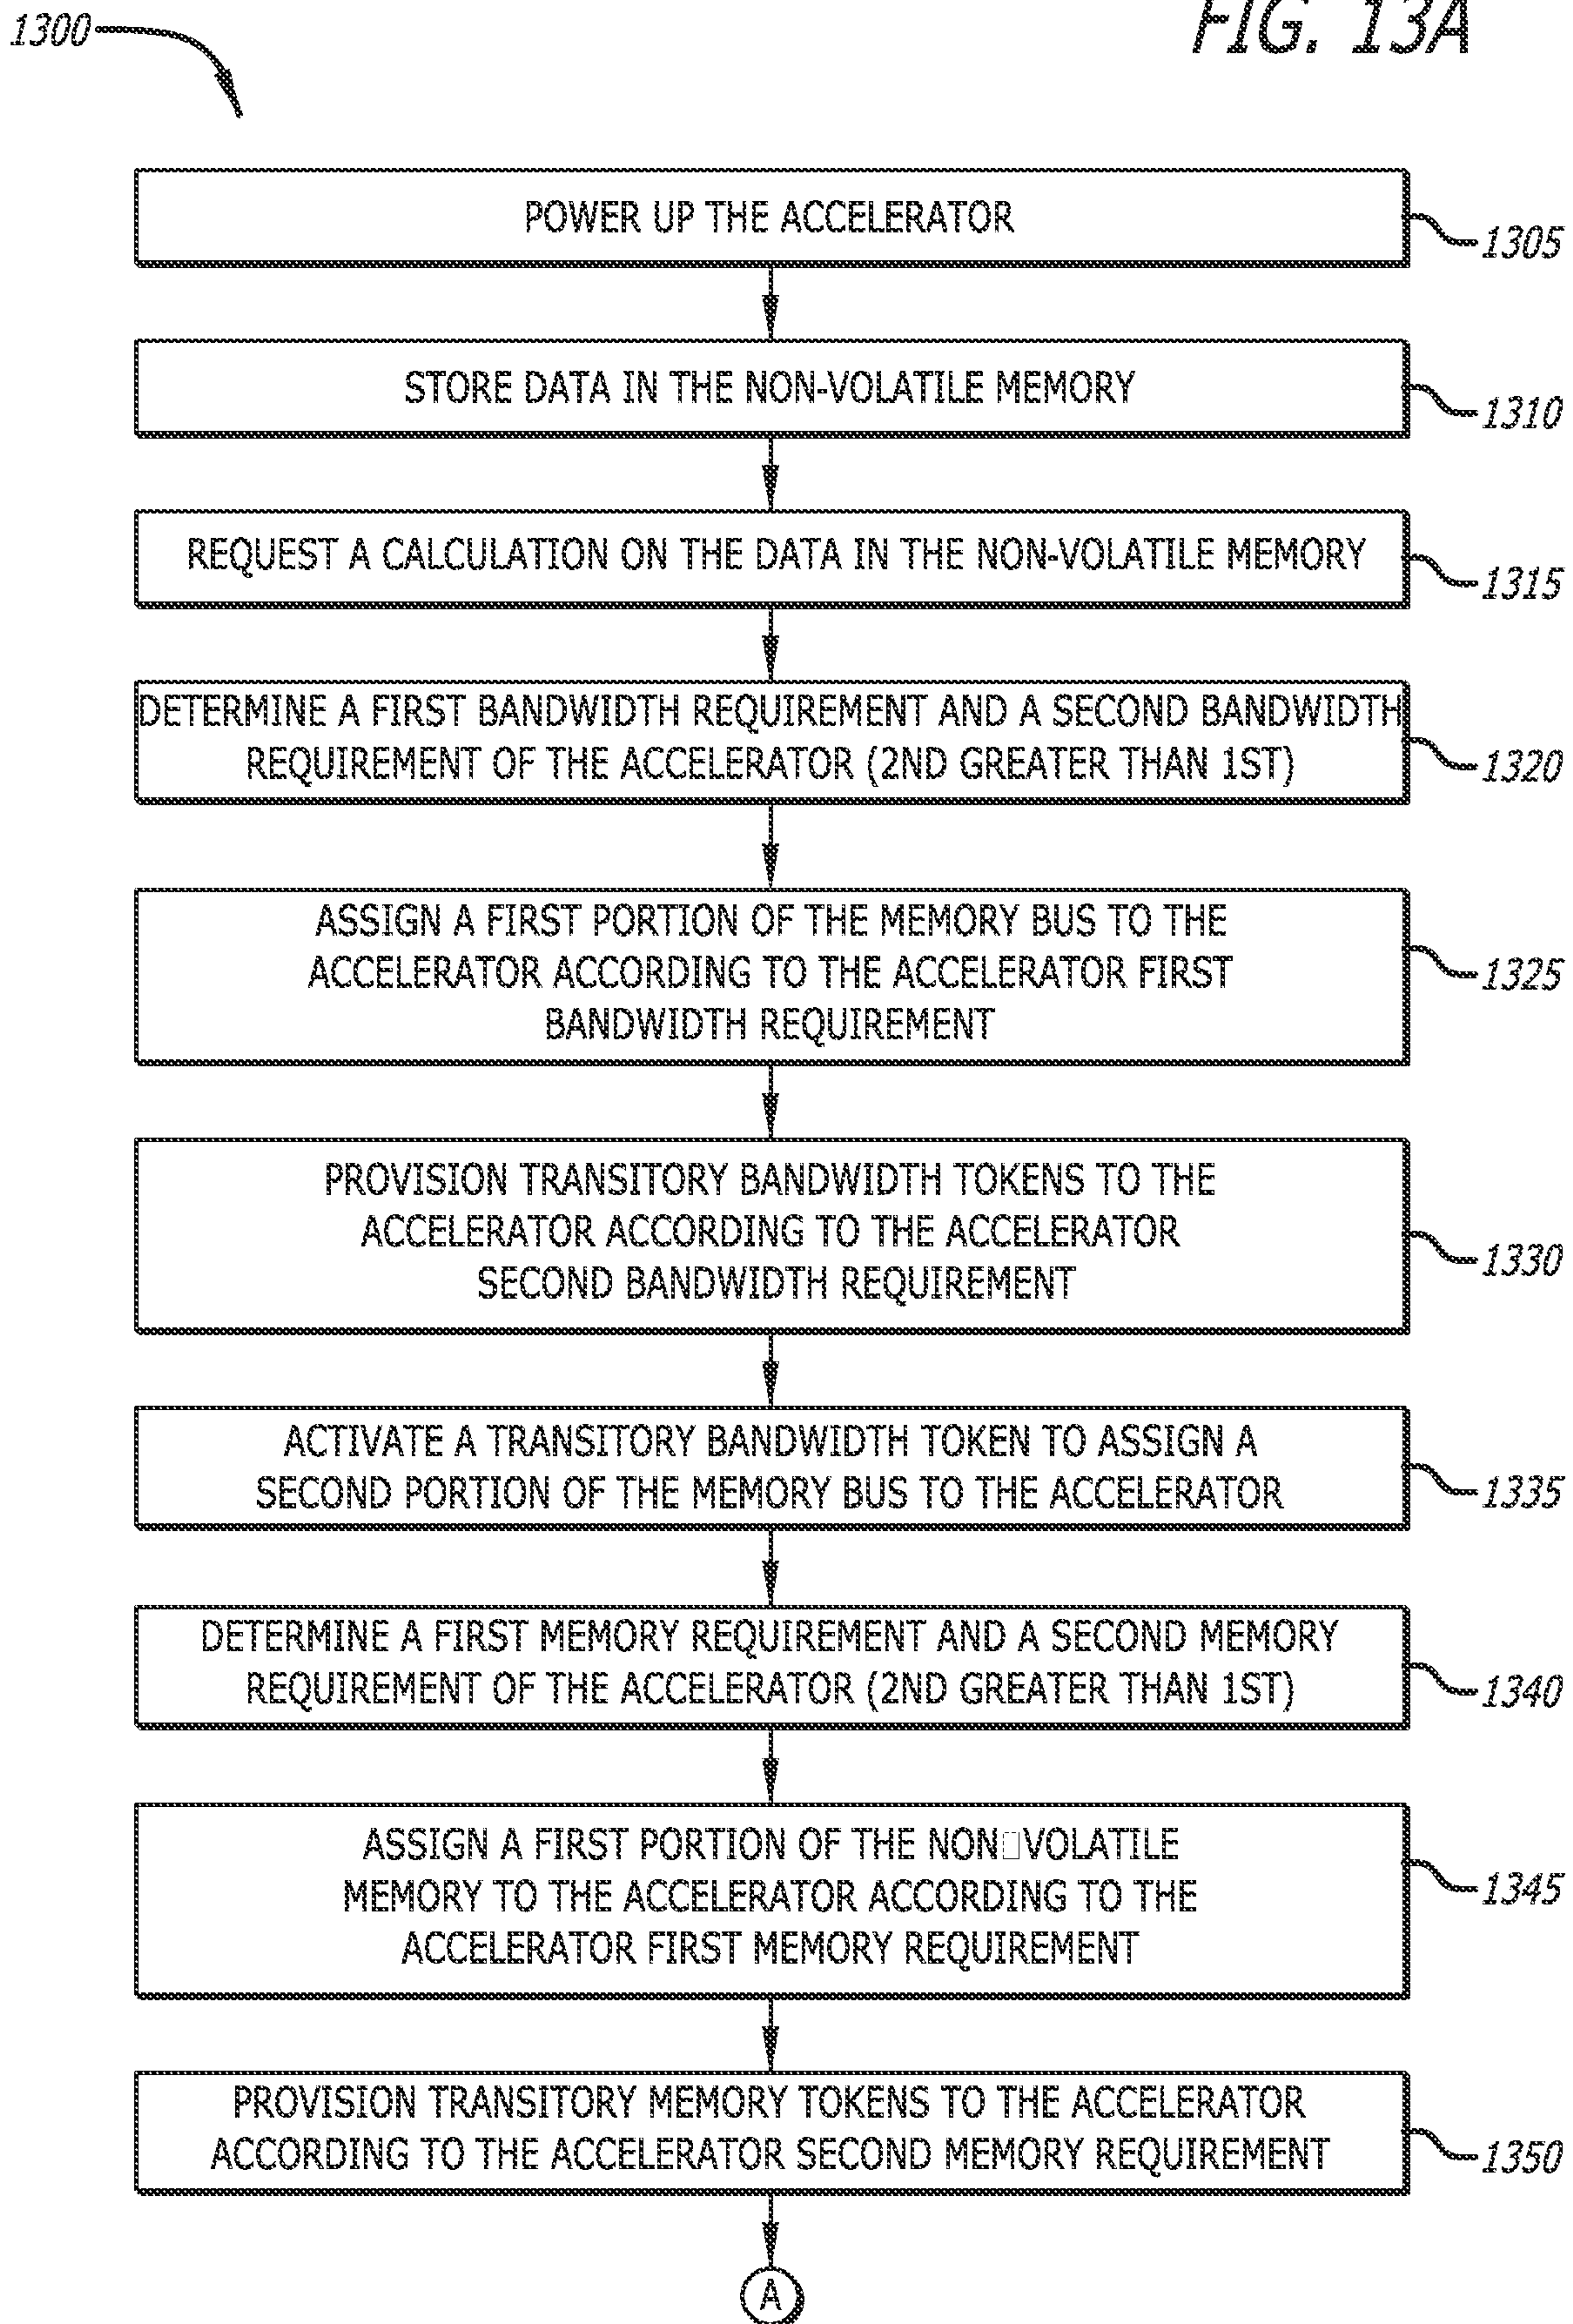 1300
FIG. 13A
POWER UP THE ACCELERATOR
1305
STORE DATA IN THE NON-VOLATILE MEMORY
1310
REQUEST A CALCULATION ON THE DATA IN THE NON-VOLATILE MEMORY
1315
DETERMINE A FIRST BANDWIDTH REQUIREMENT AND A SECOND BANDWIDTH
REQUIREMENT OF THE ACCELERATOR (2ND GREATER THAN 1ST)
1320
ASSIGN A FIRST PORTION OF THE MEMORY BUS TO THE
ACCELERATOR ACCORDING TO THE ACCELERATOR FIRST
BANDWIDTH REQUIREMENT
1325
PROVISION TRANSITORY BANDWIDTH TOKENS TO THE
ACCELERATOR ACCORDING TO THE ACCELERATOR
SECOND BANDWIDTH REQUIREMENT
1330
ACTIVATE A TRANSITORY BANDWIDTH TOKEN TO ASSIGN A
SECOND PORTION OF THE MEMORY BUS TO THE ACCELERATOR
1335
DETERMINE A FIRST MEMORY REQUIREMENT AND A SECOND MEMORY
REQUIREMENT OF THE ACCELERATOR (2ND GREATER THAN 1ST)
1340
ASSIGN A FIRST PORTION OF THE NON□VOLATILE
MEMORY TO THE ACCELERATOR ACCORDING TO THE
ACCELERATOR FIRST MEMORY REQUIREMENT
1345
PROVISION TRANSITORY MEMORY TOKENS TO THE ACCELERATOR
ACCORDING TO THE ACCELERATOR SECOND MEMORY REQUIREMENT
1350
A